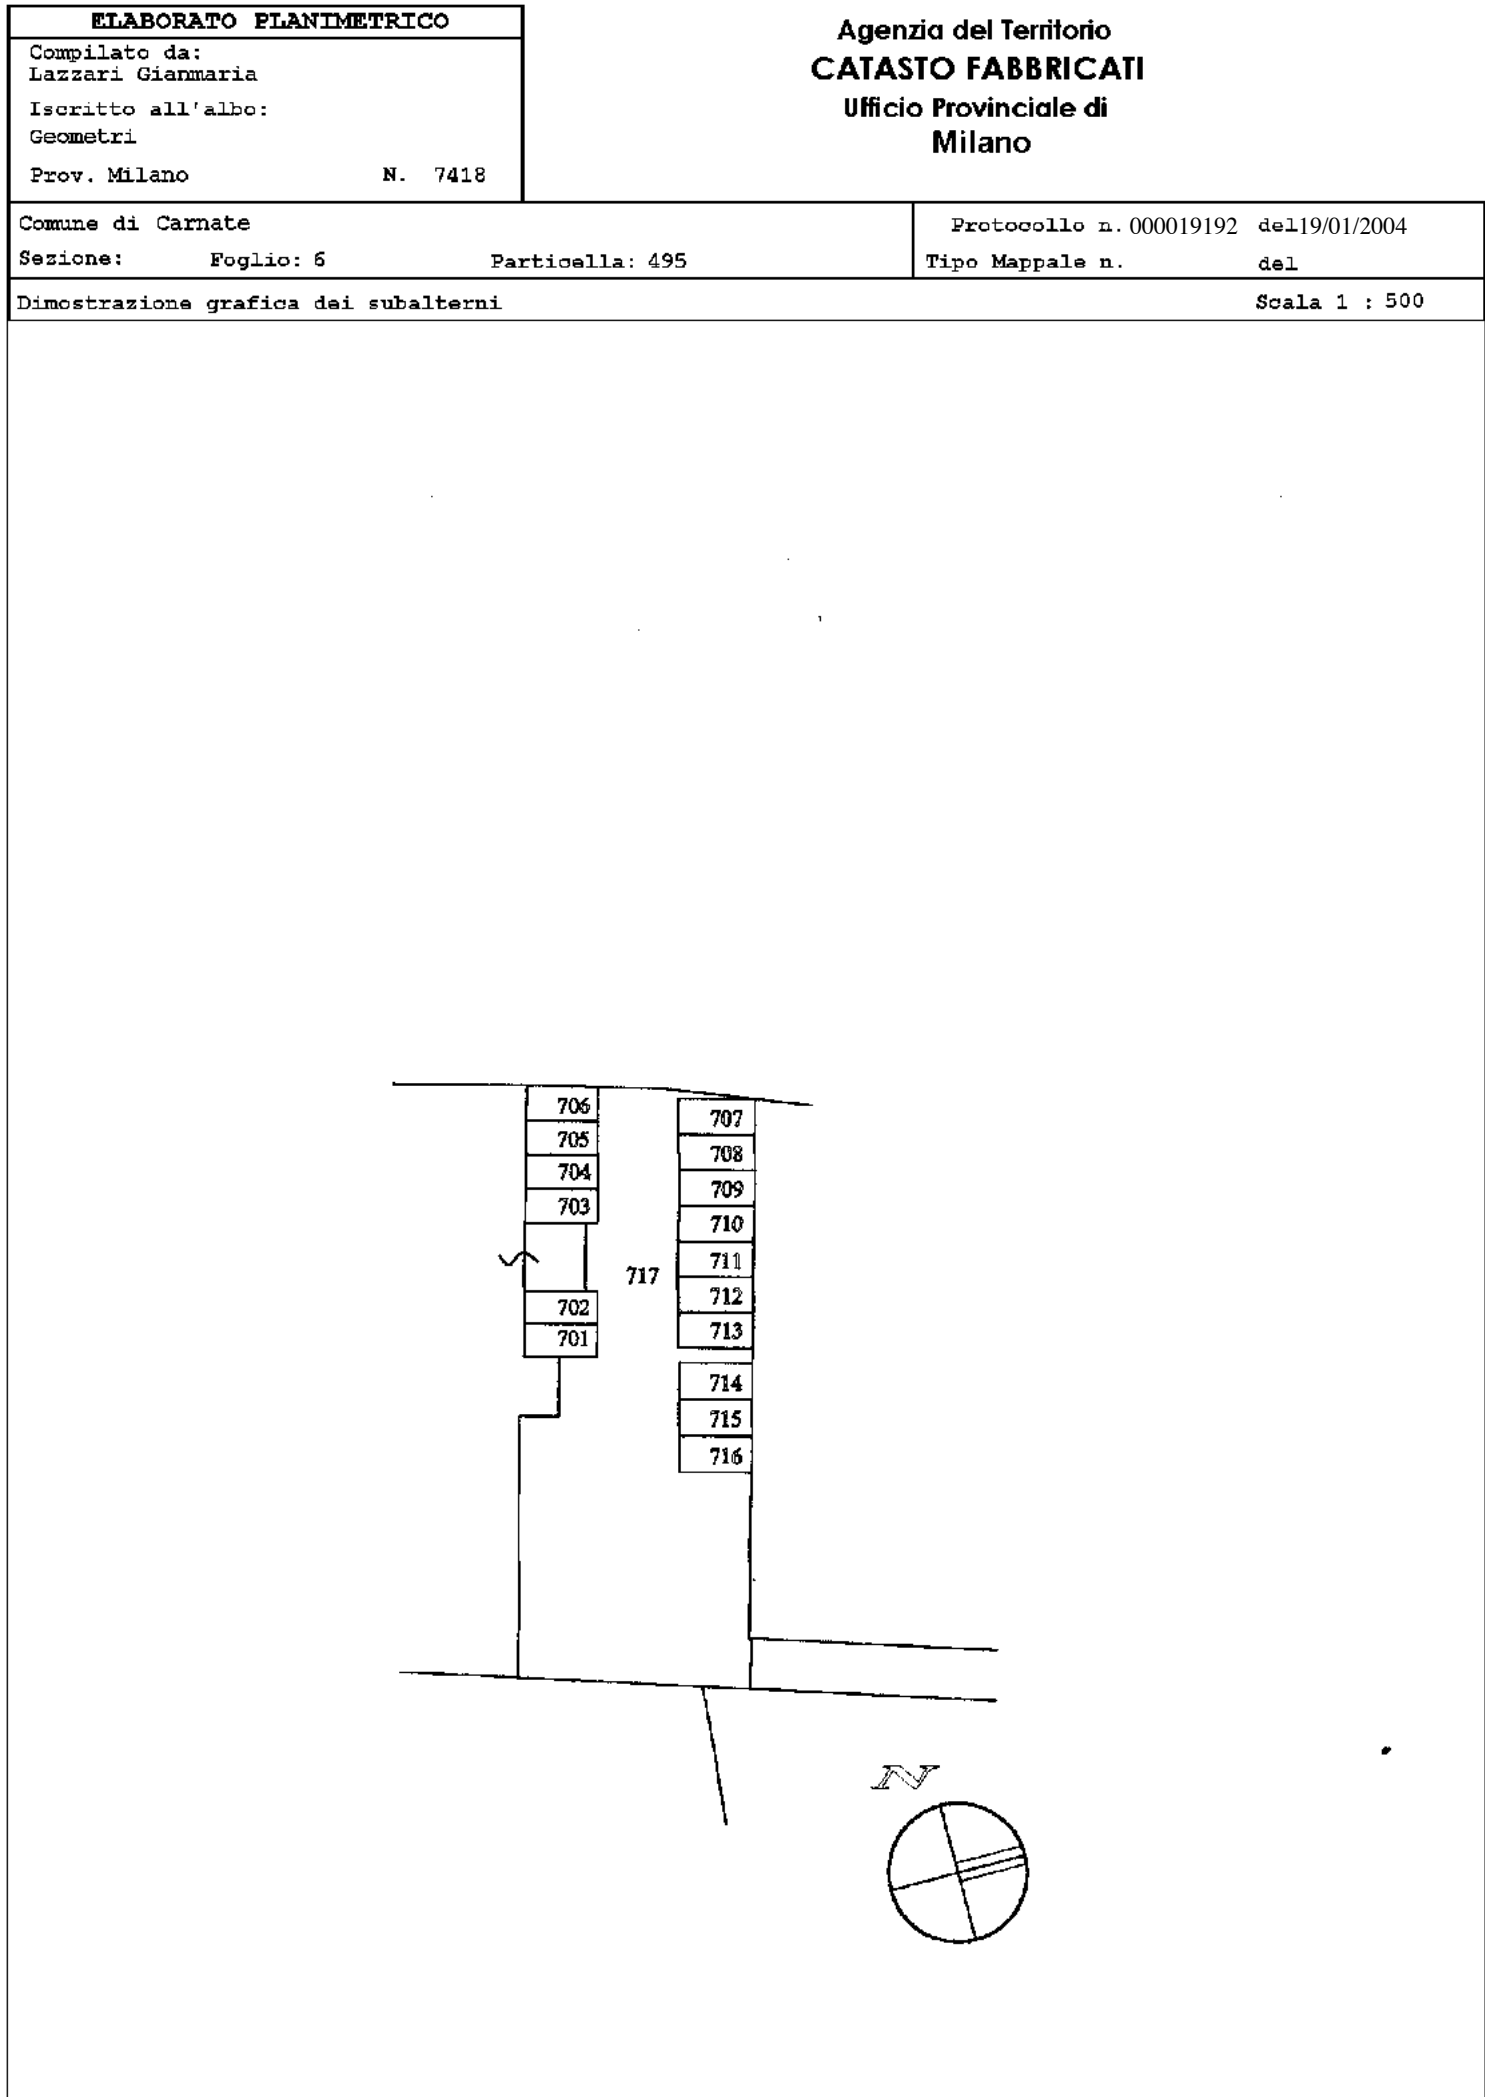 ELABORATO PLANIMETRICO
Compilato da:
Lazzari Gianmaria
Iscritto all'albo:
Geometri
Prov. Milano N. 7418
Agenzia del Territorio
CATASTO FABBRICATI
Ufficio Provinciale di
Milano
Comune di Carnate
Sezione: Foglio: 6 Particella: 495
Protocollo n. 000019192 del 19/01/2004
Tipo Mappale n. del
Dimostrazione grafica dei subalterni Scala 1 : 500
706
705
704
703
702
701
717
707
708
709
710
711
712
713
714
715
716
N